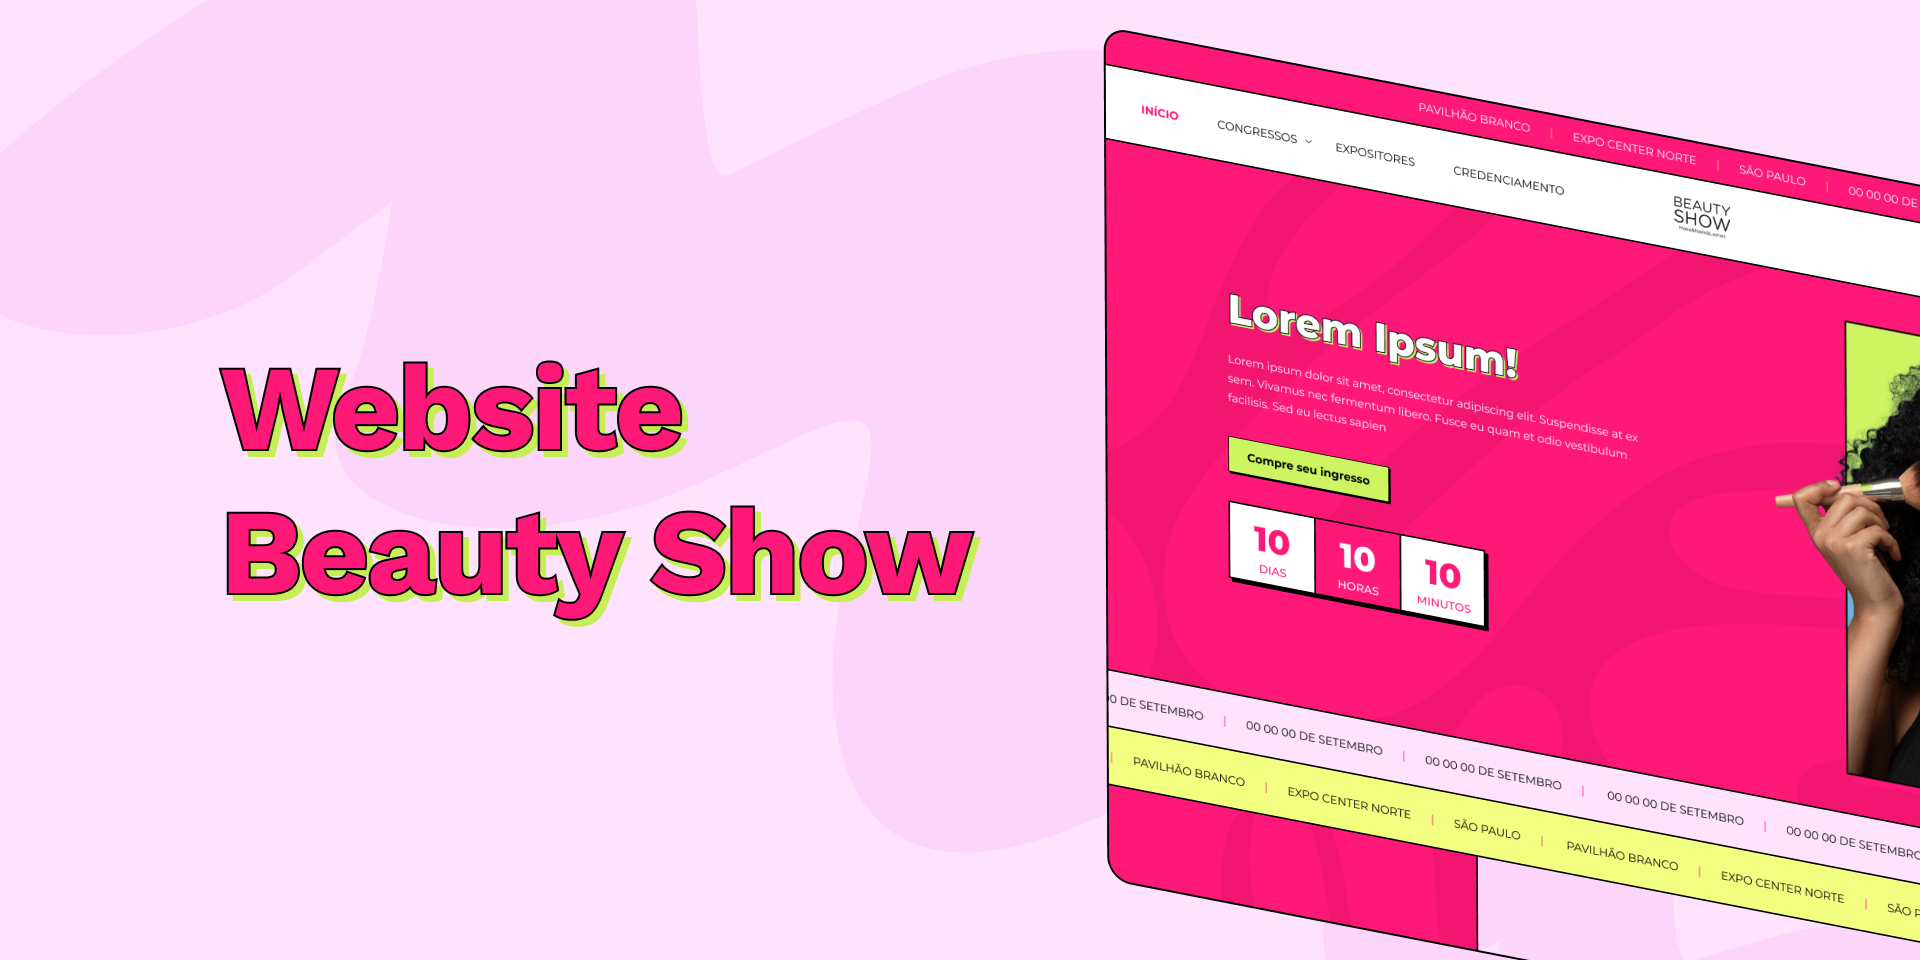 Website
Beauty Show
PAVILHÃO BRANCO | EXPO CENTER NORTE | SÃO PAULO | 00 00 00 DE
INÍCIO CONGRESSOS EXPOSITORES CREDENCIAMENTO
BEAUTY
SHOW
Lorem Ipsum!
Lorem ipsum dolor sit amet, consectetur adipiscing elit. Suspendisse at ex
sem. Vivamus nec fermentum libero. Fusce eu quam et odio vestibulum
facilisis. Sed eu lectus sapien
Compre seu ingresso
10 10 10
DIAS HORAS MINUTOS
0 DE SETEMBRO | 00 00 00 DE SETEMBRO | 00 00 00 DE SETEMBRO | 00 00 00 DE SETEMBRO | 00 00 00 DE SETEMBRO
| PAVILHÃO BRANCO | EXPO CENTER NORTE | SÃO PAULO | PAVILHÃO BRANCO | EXPO CENTER NORTE | SÃO P